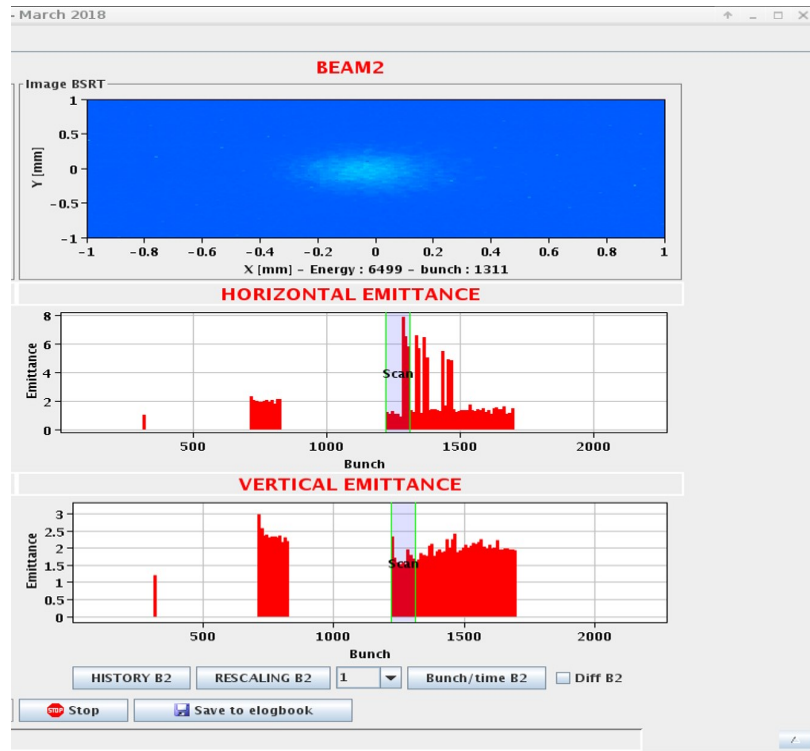 - March 2018
BEAM2
Image BSRT
1
0.5
0
-0.5
-1
Y [mm]
-1 -0.8 -0.6 -0.4 -0.2 0 0.2 0.4 0.6 0.8 1
X [mm] - Energy : 6499 - bunch : 1311
HORIZONTAL EMITTANCE
8
6
4
2
0
Emittance
Scan
500 1000 1500 2000
Bunch
VERTICAL EMITTANCE
3
2.5
2
1.5
1
0.5
0
Emittance
Scan
500 1000 1500 2000
Bunch
HISTORY B2 RESCALING B2 1 Bunch/time B2 Diff B2
STOP Stop Save to elogbook